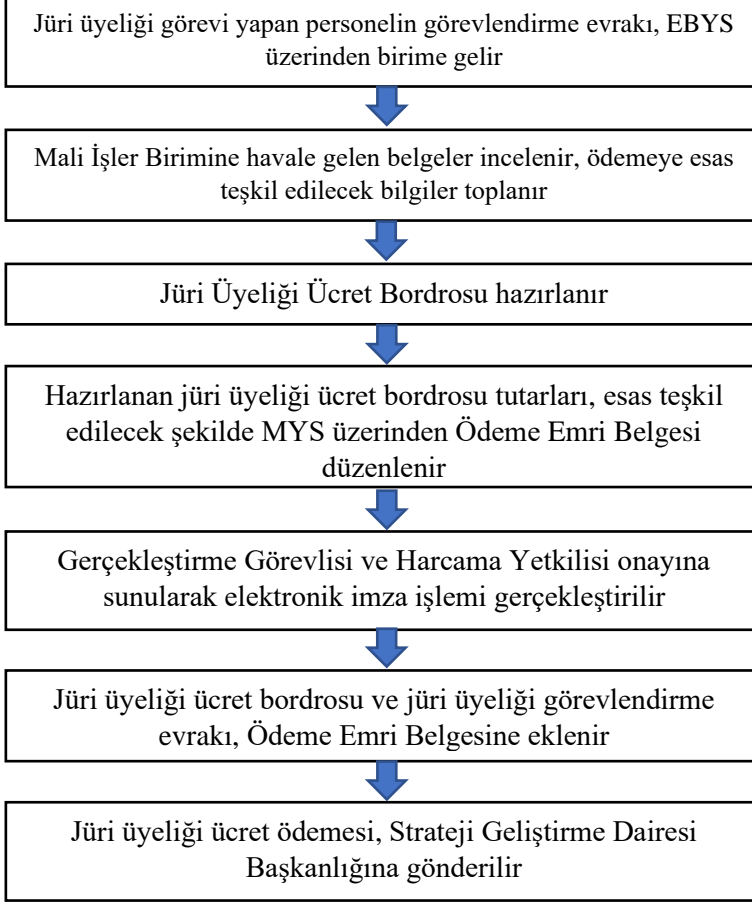 Jüri üyeliği görevi yapan personelin görevlendirme evrakı, EBYS
üzerinden birime gelir
Mali İşler Birimine havale gelen belgeler incelenir, ödemeye esas
teşkil edilecek bilgiler toplanır
Jüri Üyeliği Ücret Bordrosu hazırlanır
Hazırlanan jüri üyeliği ücret bordrosu tutarları, esas teşkil
edilecek şekilde MYS üzerinden Ödeme Emri Belgesi
düzenlenir
Gerçekleştirme Görevlisi ve Harcama Yetkilisi onayına
sunularak elektronik imza işlemi gerçekleştirilir
Jüri üyeliği ücret bordrosu ve jüri üyeliği görevlendirme
evrakı, Ödeme Emri Belgesine eklenir
Jüri üyeliği ücret ödemesi, Strateji Geliştirme Dairesi
Başkanlığına gönderilir